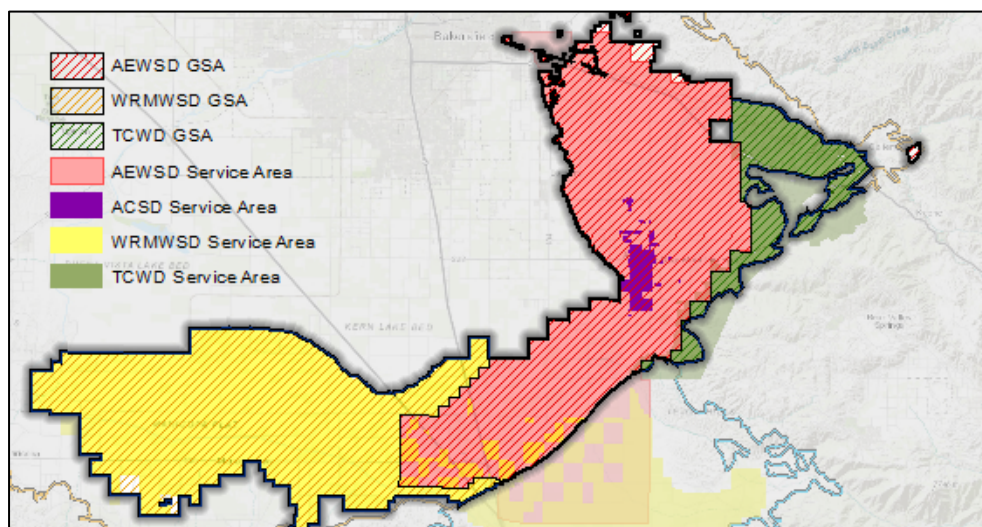 AEWSD GSA
WRMWSD GSA
TCWD GSA
AEWSD Service Area
ACSD Service Area
WRMWSD Service Area
TCWD Service Area
KERN LAKE BED